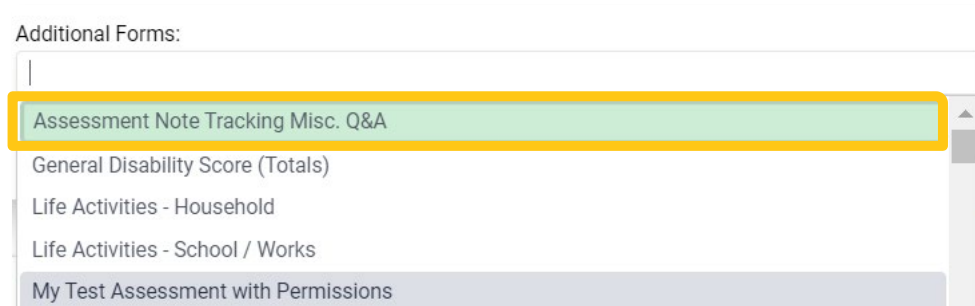 Additional Forms:
Assessment Note Tracking Misc. Q&A
General Disability Score (Totals)
Life Activities - Household
Life Activities - School / Works
My Test Assessment with Permissions